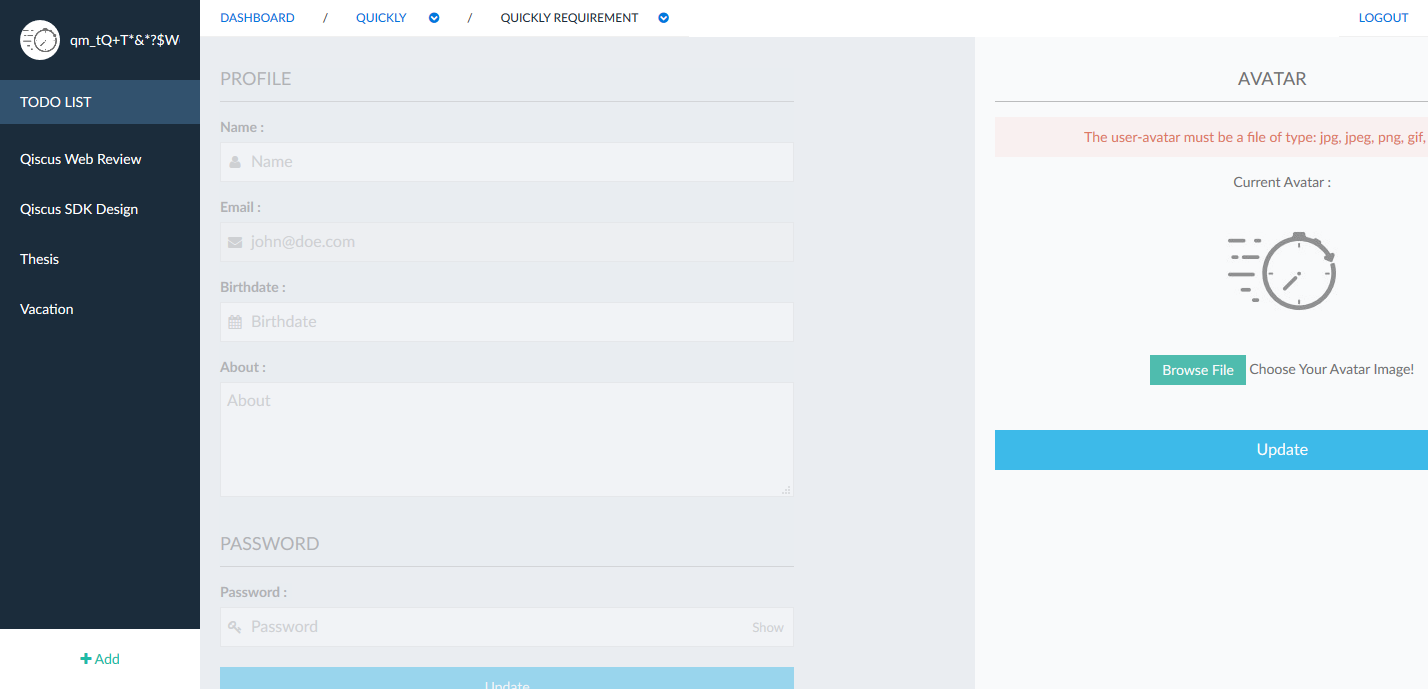 qm_tQ+T*&*?$W
DASHBOARD / QUICKLY / QUICKLY REQUIREMENT LOGOUT
TODO LIST
Qiscus Web Review
Qiscus SDK Design
Thesis
Vacation
+ Add
PROFILE
Name :
Name
Email :
john@doe.com
Birthdate :
Birthdate
About :
About
PASSWORD
Password :
Password Show
Update
AVATAR
The user-avatar must be a file of type: jpg, jpeg, png, gif,
Current Avatar :
Browse File Choose Your Avatar Image!
Update